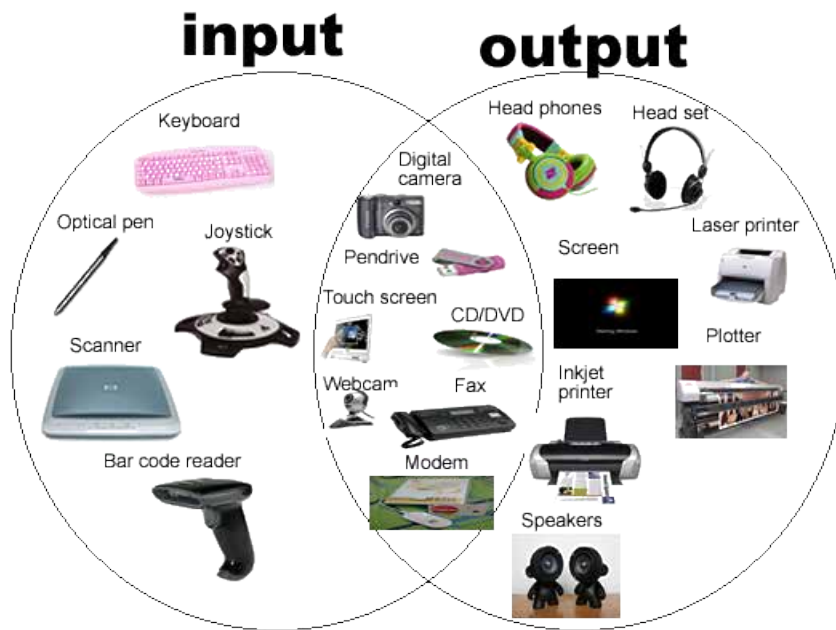 input
output
Keyboard
Head phones
Head set
Digital
camera
Optical pen
Joystick
Laser printer
Pendrive
Screen
Touch screen
CD/DVD
Scanner
Plotter
Webcam
Fax
Inkjet
printer
Bar code reader
Modem
Speakers